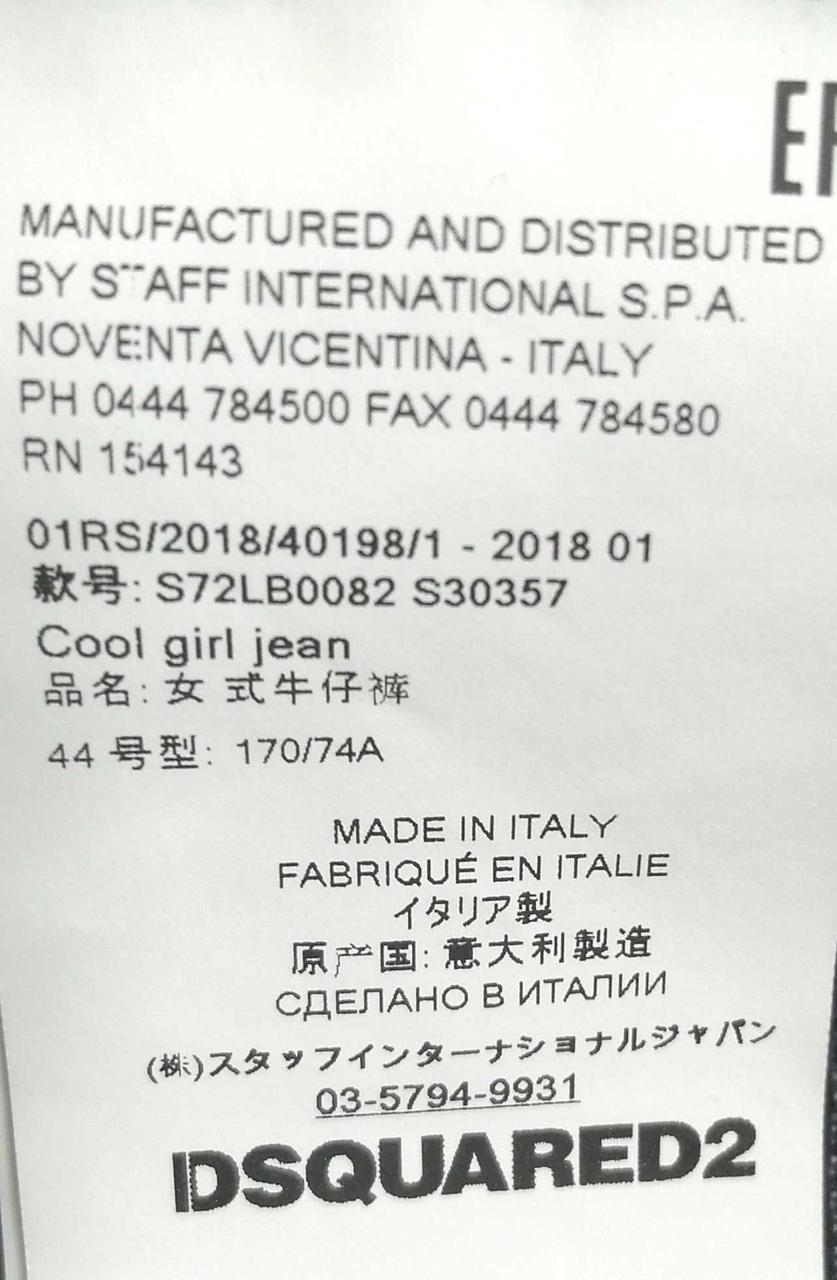 MANUFACTURED AND DISTRIBUTED
BY STAFF INTERNATIONAL S.P.A.
NOVENTA VICENTINA - ITALY
PH 0444 784500 FAX 0444 784580
RN 154143
01RS/2018/40198/1 - 2018 01
款号: S72LB0082 S30357
Cool girl jean
品名: 女 式牛仔裤
44 号型: 170/74A
MADE IN ITALY
FABRIQUÉ EN ITALIE
イタリア製
原产国: 意大利製造
СДЕЛАНО В ИТАЛИИ
(株)スタッフインターナショナルジャパン
03-5794-9931
DSQUARED2